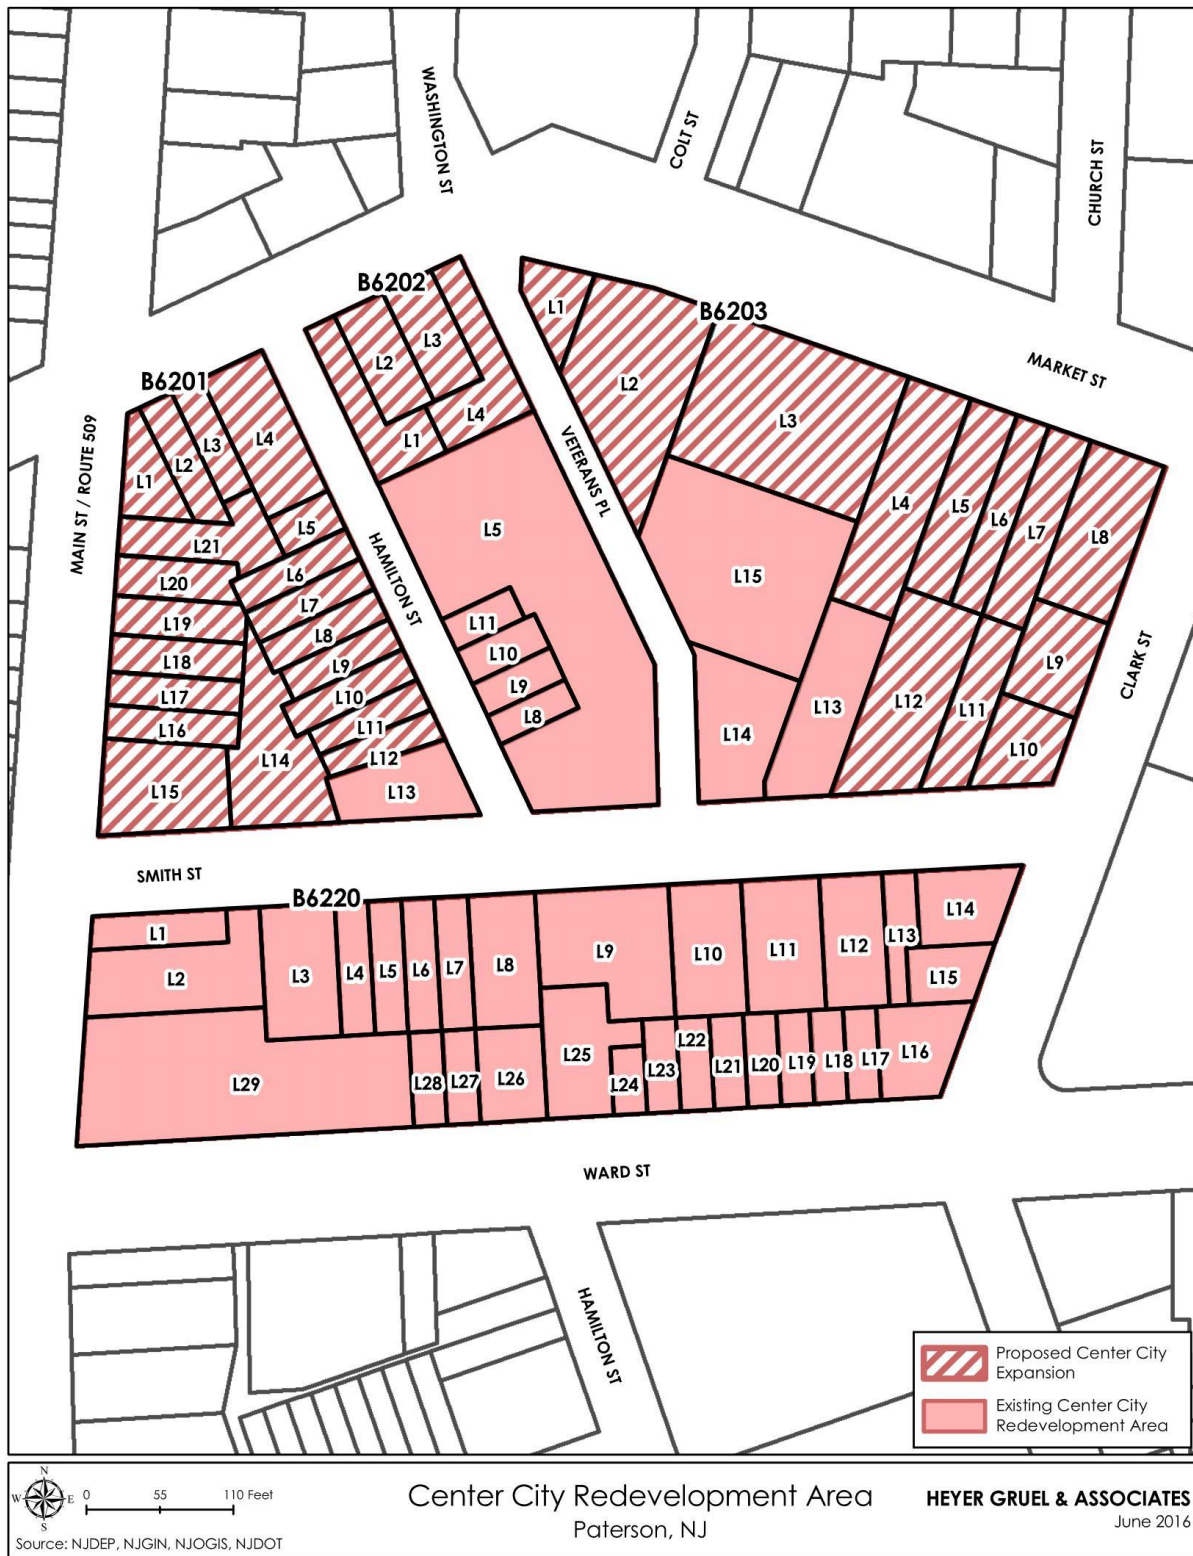 WASHINGTON ST
COLT ST
CHURCH ST
B6202
B6203
L1
L3
L2
L2
L4
L1
MARKET ST
B6201
L3
L4
L3
L2
L1
MAIN ST / ROUTE 509
VETERANS PL
L5
L4
L5
L6
L7
L8
L5
L21
HAMILTON ST
L6
L20
L15
L7
L19
L8
L11
L18
L9
L10
L9
CLARK ST
L17
L10
L9
L12
L13
L11
L16
L11
L8
L14
L10
L14
L12
L15
L13
SMITH ST
B6220
L1
L2
L3
L4
L5
L6
L7
L8
L9
L10
L11
L12
L13
L14
L15
L29
L28
L27
L26
L25
L24
L23
L22
L21
L20
L19
L18
L17
L16
WARD ST
HAMILTON ST
Proposed Center City
Expansion
Existing Center City
Redevelopment Area
N
W E
S
0 55 110 Feet
Source: NJDEP, NJGIN, NJOGIS, NJDOT
Center City Redevelopment Area
Paterson, NJ
HEYER GRUEL & ASSOCIATES
June 2016